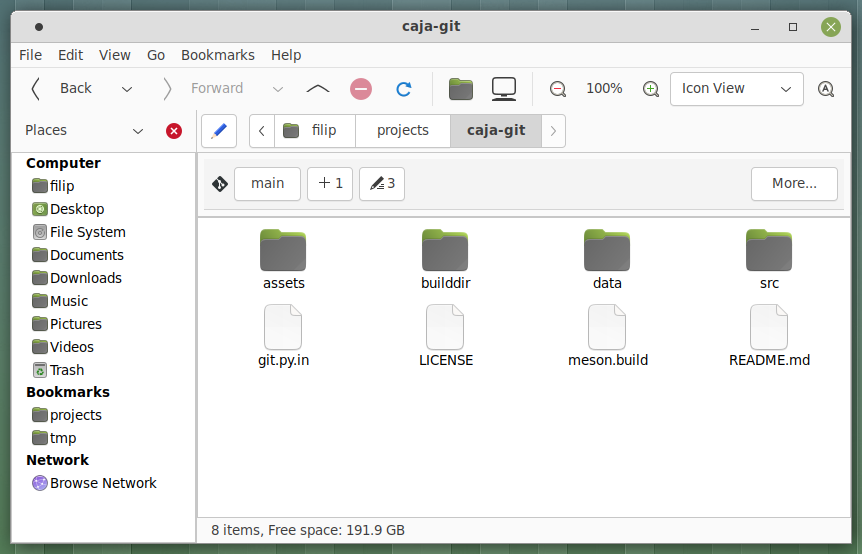 caja-git
File Edit View Go Bookmarks Help
Back Forward 100% Icon View A
Places filip projects caja-git
main 1 3 More...
Computer
filip
Desktop
File System
Documents
Downloads
Music
Pictures
Videos
Trash
Bookmarks
projects
tmp
Network
Browse Network
assets builddir data src
git.py.in LICENSE meson.build README.md
8 items, Free space: 191.9 GB